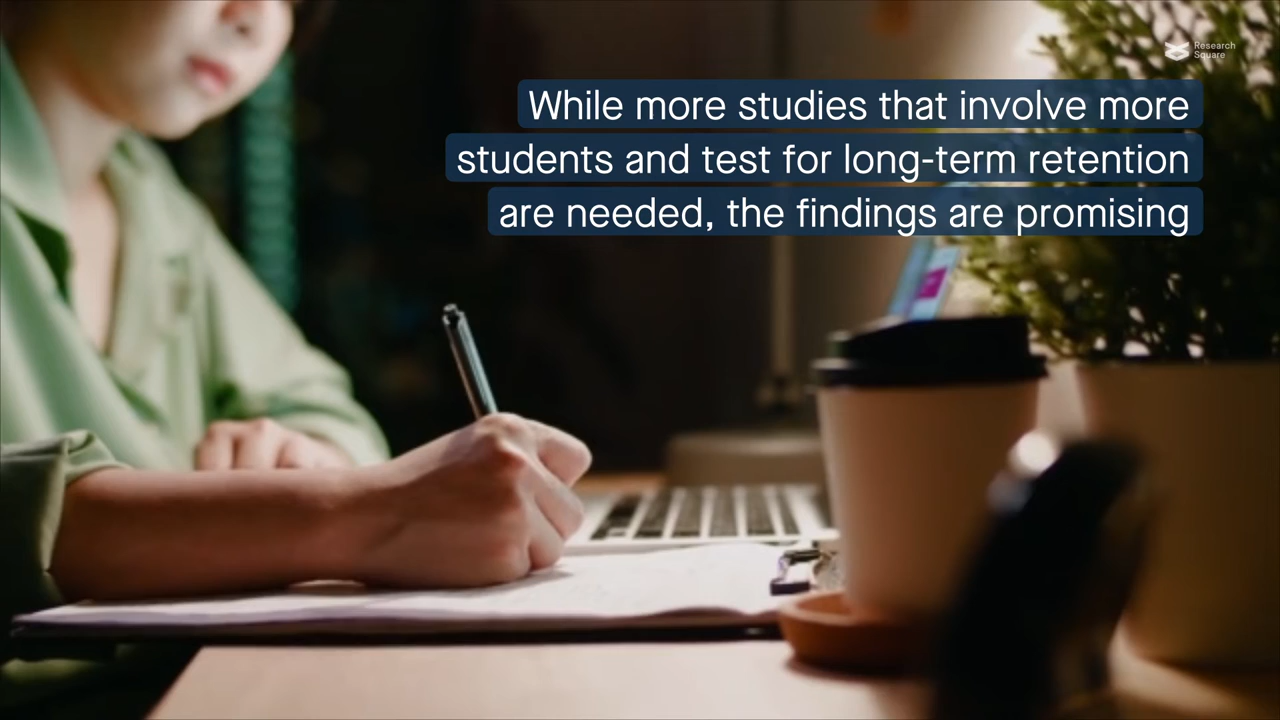 Research
Square
While more studies that involve more
students and test for long-term retention
are needed, the findings are promising